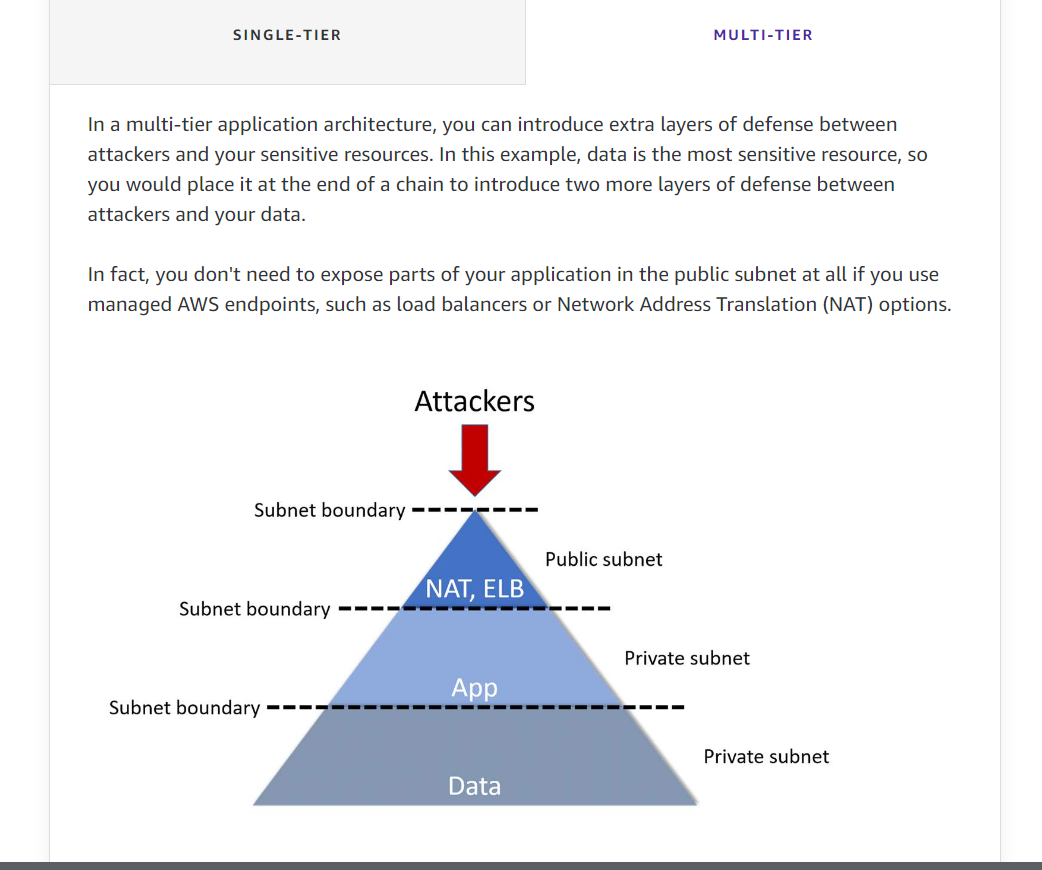 SINGLE-TIER
MULTI-TIER
In a multi-tier application architecture, you can introduce extra layers of defense between
attackers and your sensitive resources. In this example, data is the most sensitive resource, so
you would place it at the end of a chain to introduce two more layers of defense between
attackers and your data.
In fact, you don't need to expose parts of your application in the public subnet at all if you use
managed AWS endpoints, such as load balancers or Network Address Translation (NAT) options.
Attackers
Subnet boundary
Public subnet
NAT, ELB
Subnet boundary
Private subnet
App
Subnet boundary
Private subnet
Data